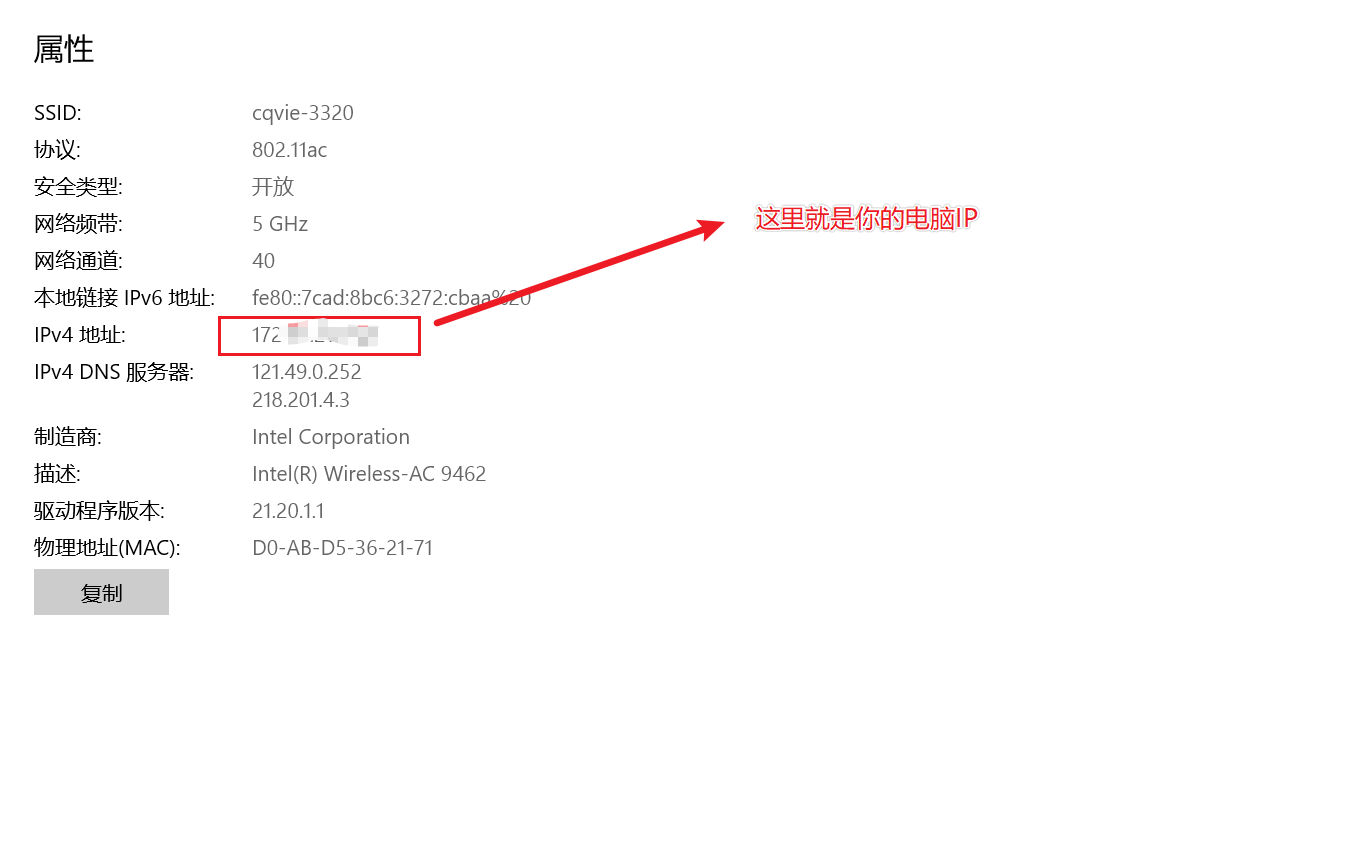 属性
SSID: cqvie-3320
协议: 802.11ac
安全类型: 开放
网络频带: 5 GHz
这里就是你的电脑IP
网络通道: 40
本地链接 IPv6 地址: fe80::7cad:8bc6:3272:cbaa%20
IPv4 地址: 172
IPv4 DNS 服务器: 121.49.0.252
218.201.4.3
制造商: Intel Corporation
描述: Intel(R) Wireless-AC 9462
驱动程序版本: 21.20.1.1
物理地址(MAC): D0-AB-D5-36-21-71
复制